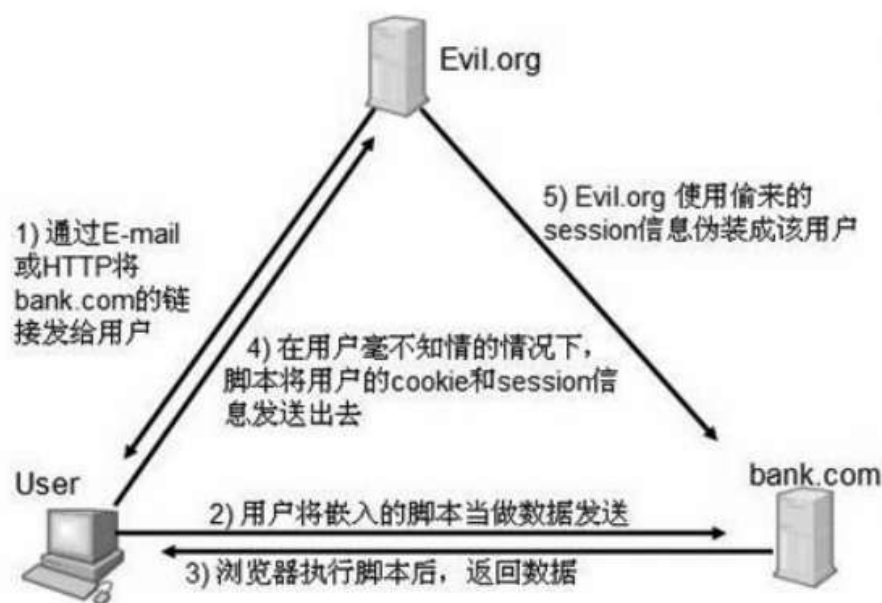 Evil.org
5) Evil.org 使用偷来的
session信息伪装成该用户
1) 通过E-mail
或HTTP将
bank.com的链
接发给用户
4) 在用户毫不知情的情况下，
脚本将用户的cookie和session信
息发送出去
User
bank.com
2) 用户将嵌入的脚本当做数据发送
3) 浏览器执行脚本后，返回数据